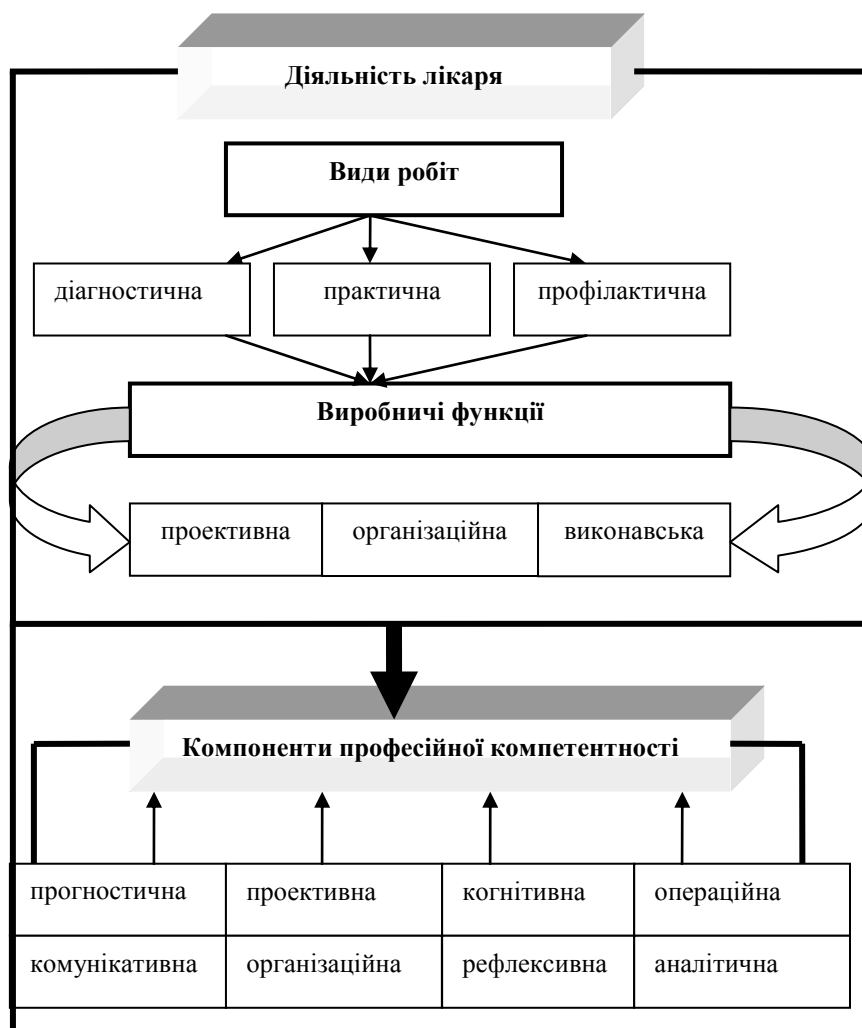 Діяльність лікаря
Види робіт
діагностична практична профілактична
Виробничі функції
проективна організаційна виконавська
Компоненти професійної компетентності
прогностична проективна когнітивна операційна
комунікативна організаційна рефлексивна аналітична